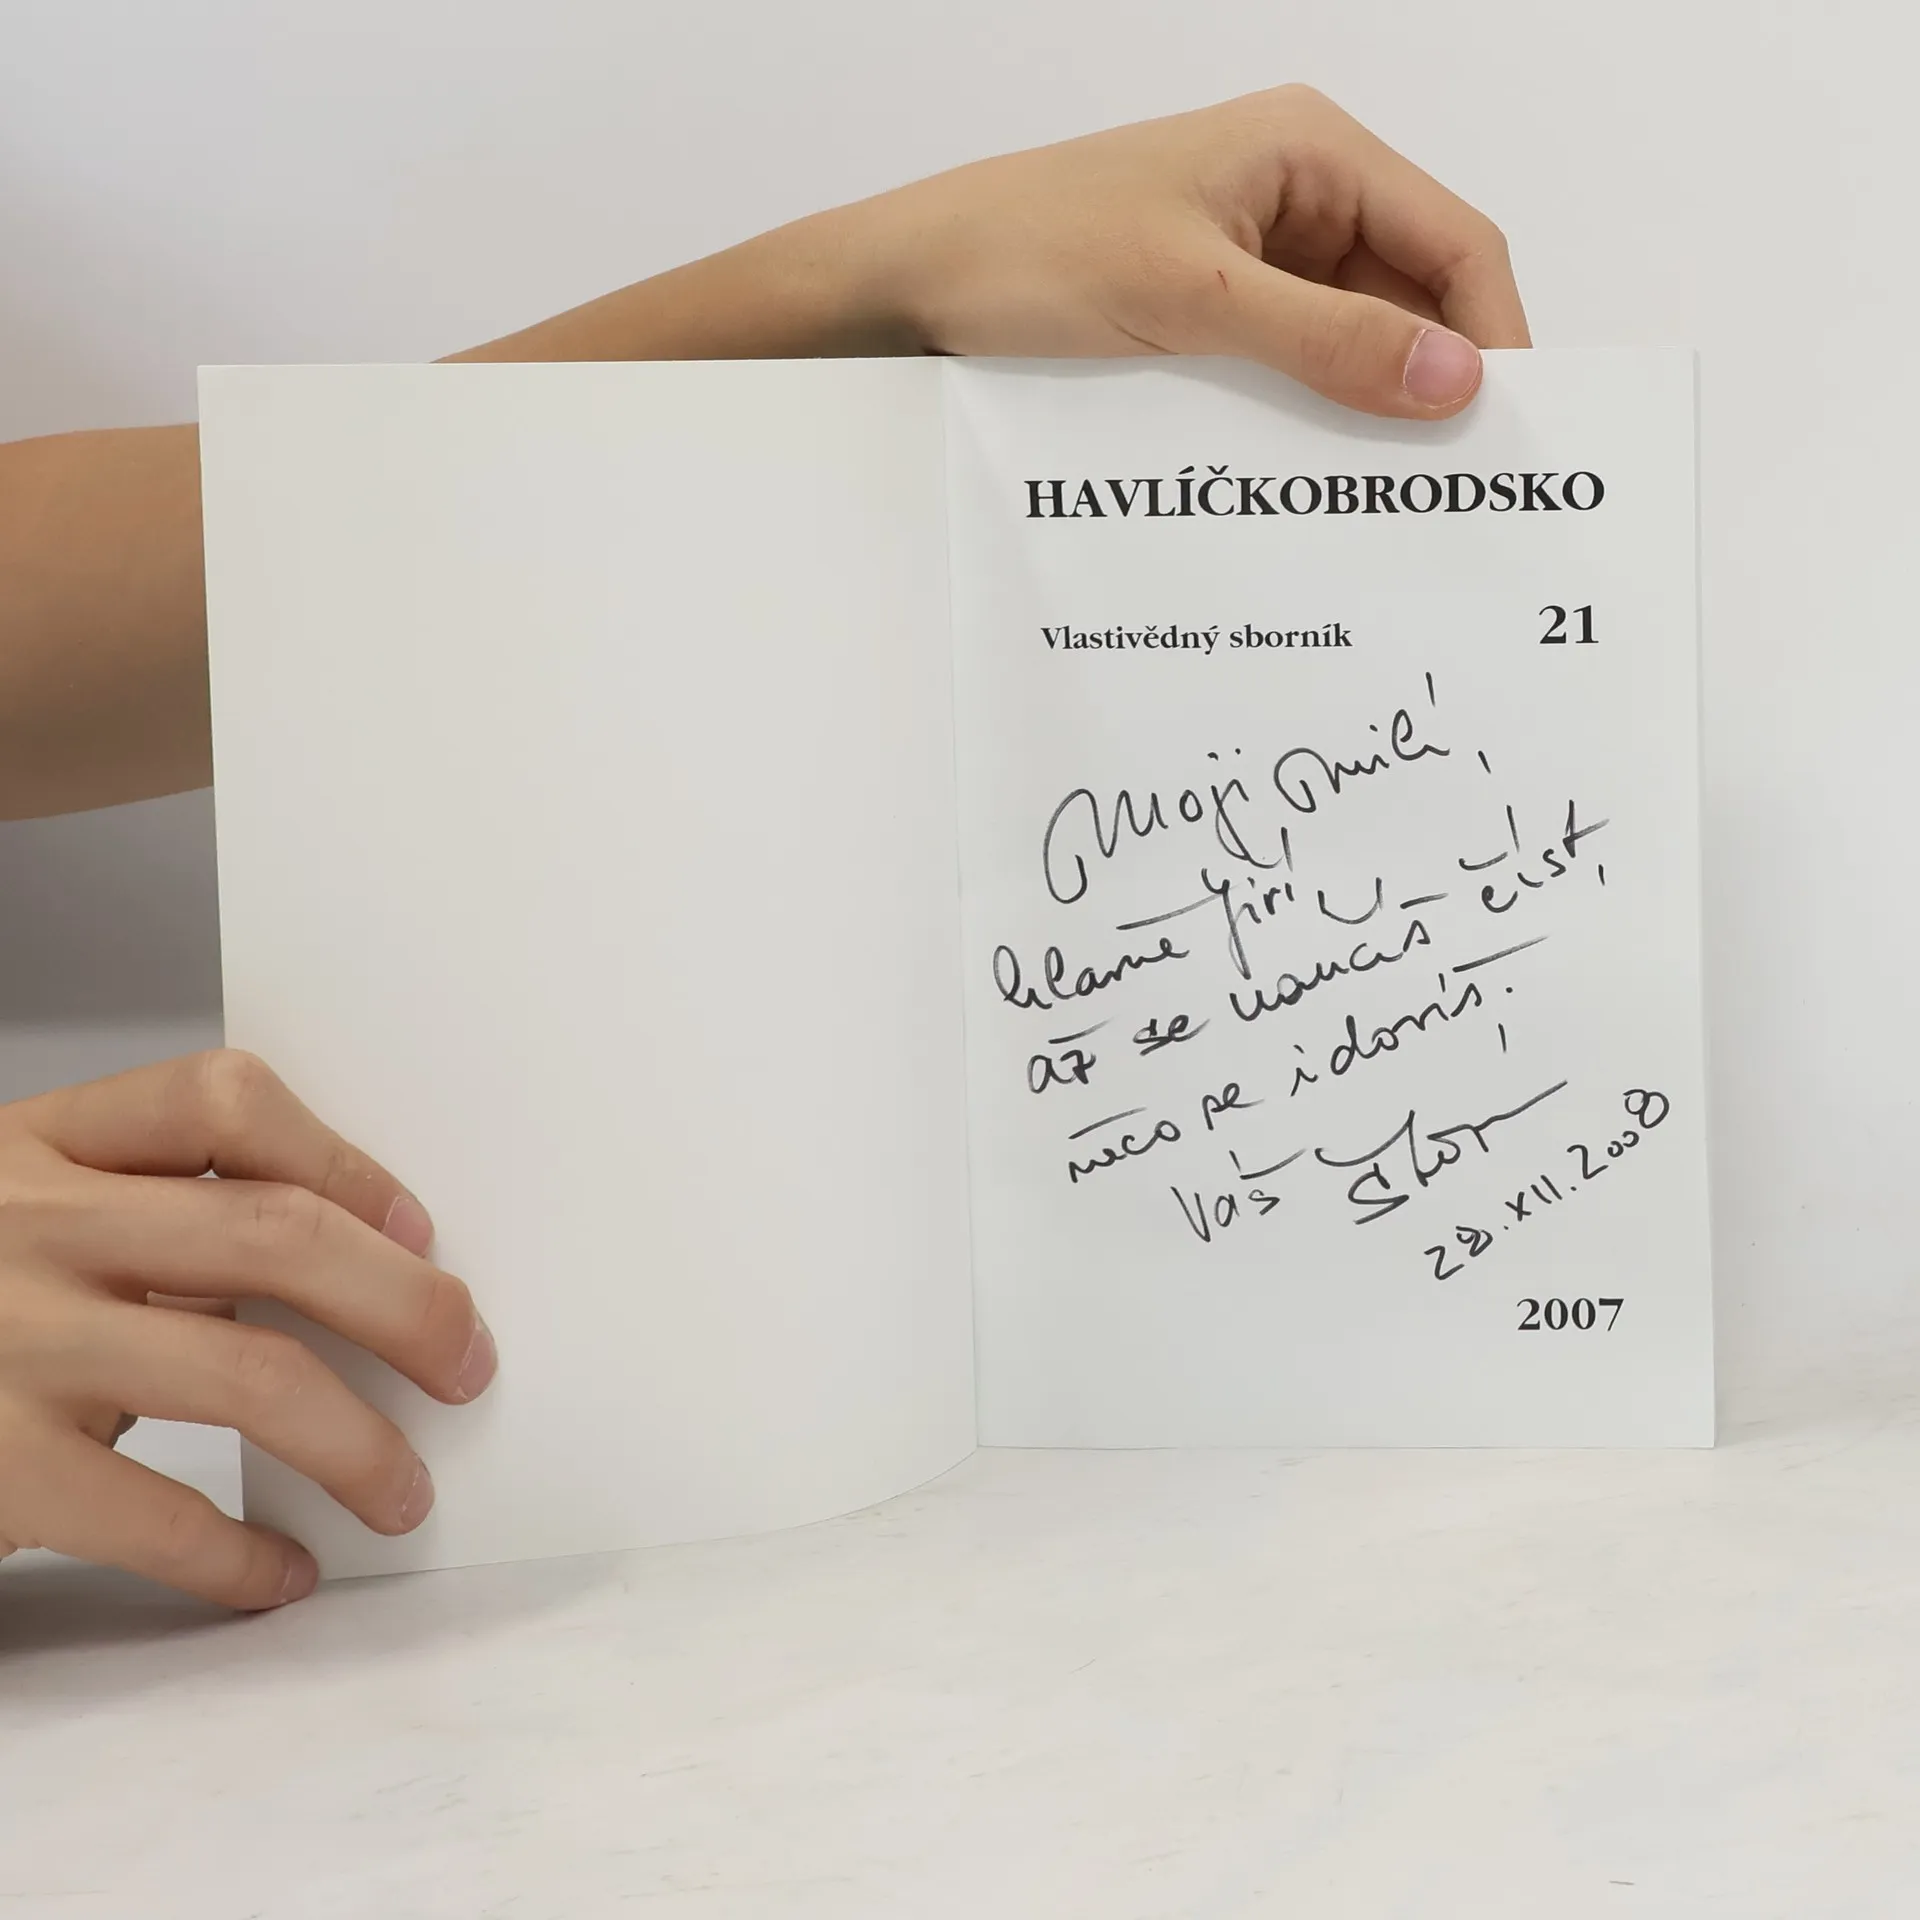 HAVLÍČKOBRODSKO
Vlastivědný sborník 21
Moji milí,
hlavně Jiří!
až se naučíš číst,
něco se i dovíš.
Váš
28.XII.2008
2007